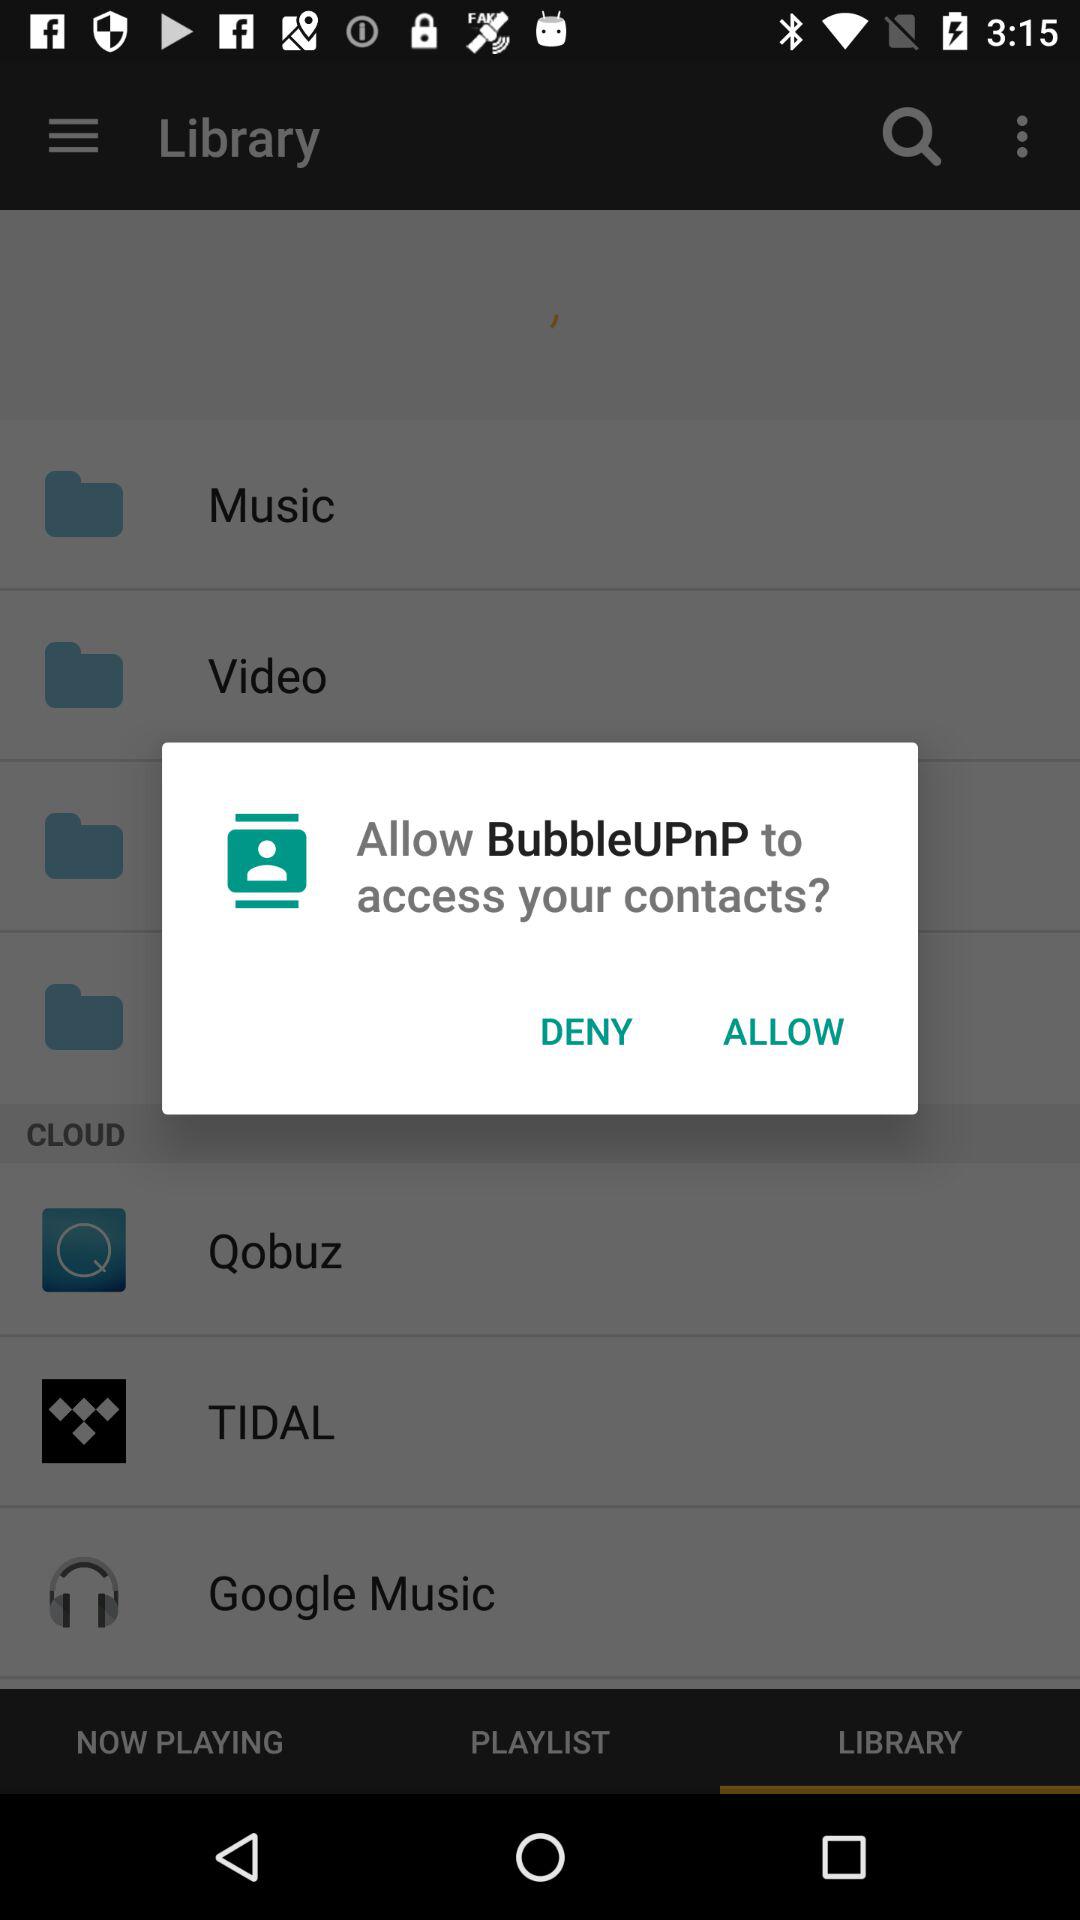 FAKE
3:15
Library
,
Music
Video
Allow BubbleUPnP to
access your contacts?
DENY ALLOW
CLOUD
Qobuz
TIDAL
Google Music
NOW PLAYING PLAYLIST LIBRARY